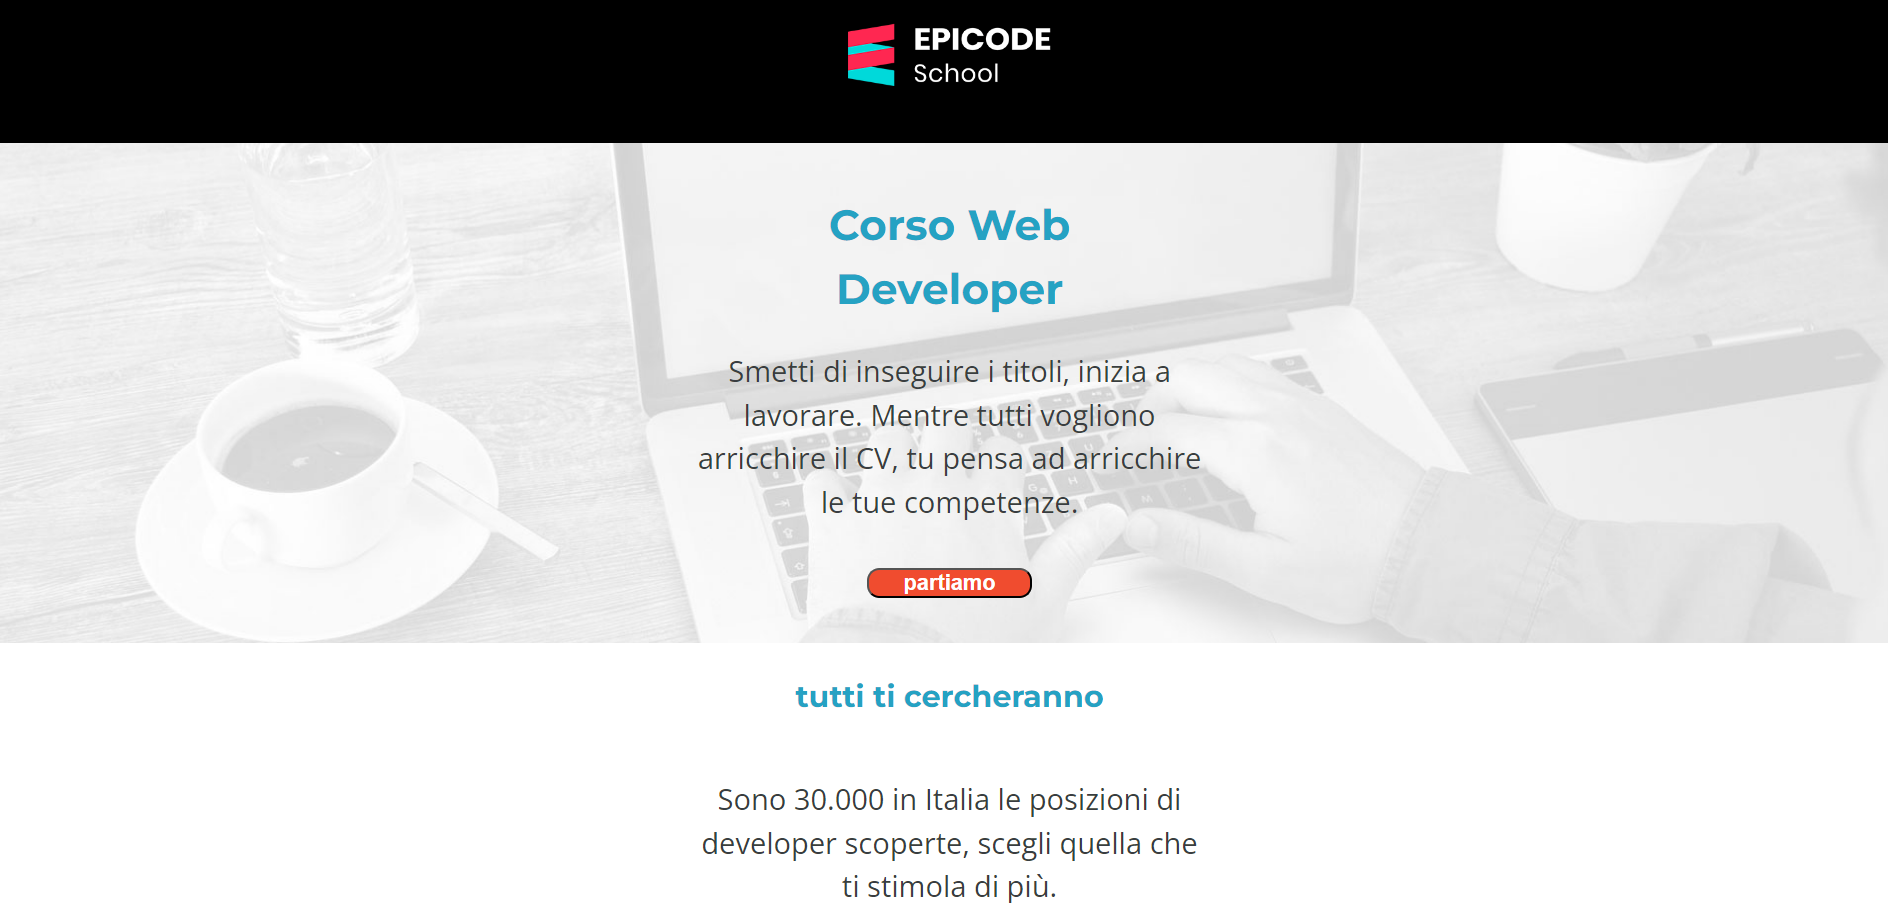 EPICODE
School
Corso Web
Developer
Smetti di inseguire i titoli, inizia a
lavorare. Mentre tutti vogliono
arricchire il CV, tu pensa ad arricchire
le tue competenze.
partiamo
tutti ti cercheranno
Sono 30.000 in Italia le posizioni di
developer scoperte, scegli quella che
ti stimola di più.